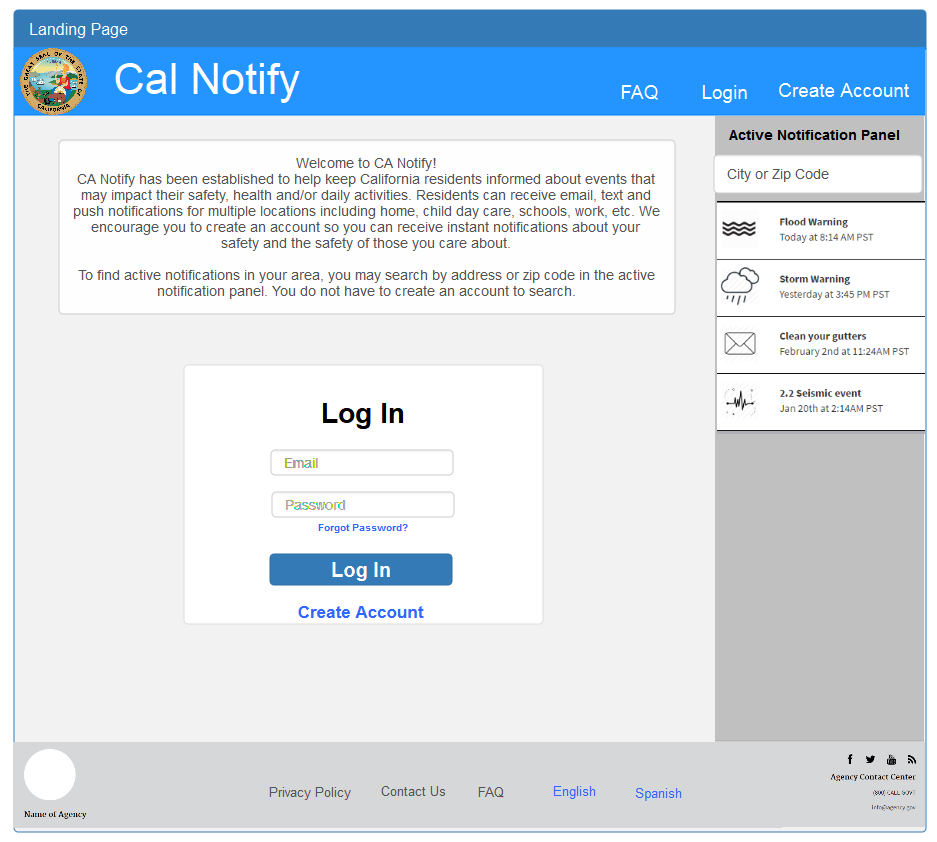 Landing Page
THE GREAT SEAL OF THE STATE OF CALIFORNIA
Cal Notify
FAQ
Login
Create Account
Welcome to CA Notify!
CA Notify has been established to help keep California residents informed about events that
may impact their safety, health and/or daily activities. Residents can receive email, text and
push notifications for multiple locations including home, child day care, schools, work, etc. We
encourage you to create an account so you can receive instant notifications about your
safety and the safety of those you care about.
To find active notifications in your area, you may search by address or zip code in the active
notification panel. You do not have to create an account to search.
Log In
Email
Password
Forgot Password?
Log In
Create Account
Active Notification Panel
City or Zip Code
Flood Warning
Today at 8:14 AM PST
Storm Warning
Yesterday at 3:45 PM PST
Clean your gutters
February 2nd at 11:24AM PST
2.2 Seismic event
Jan 20th at 2:14AM PST
Name of Agency
Privacy Policy
Contact Us
FAQ
English
Spanish
Agency Contact Center
(800) CALL GOVT
info@agency.gov